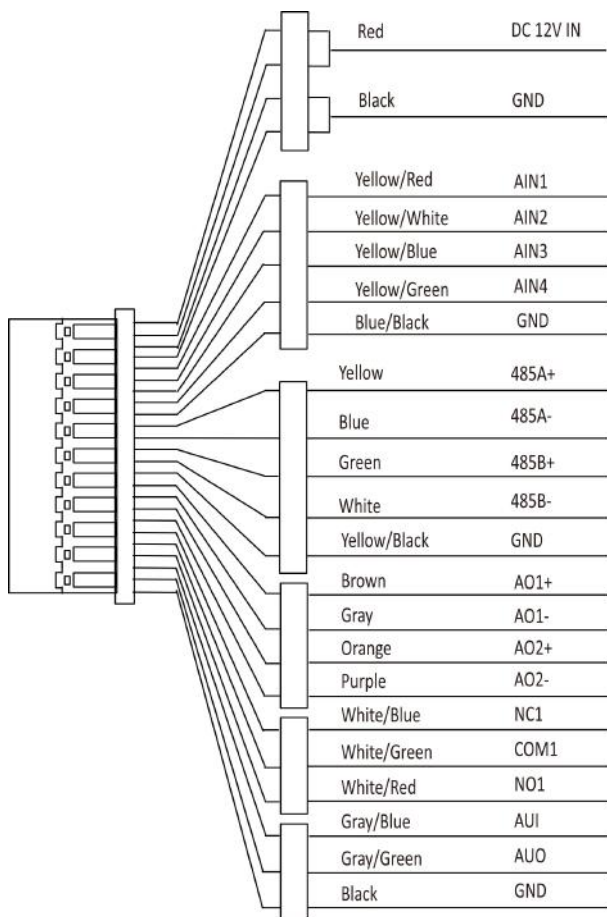 Red DC 12V IN
Black GND
Yellow/Red AIN1
Yellow/White AIN2
Yellow/Blue AIN3
Yellow/Green AIN4
Blue/Black GND
Yellow 485A+
Blue 485A-
Green 485B+
White 485B-
Yellow/Black GND
Brown AO1+
Gray AO1-
Orange AO2+
Purple AO2-
White/Blue NC1
White/Green COM1
White/Red NO1
Gray/Blue AUI
Gray/Green AUO
Black GND